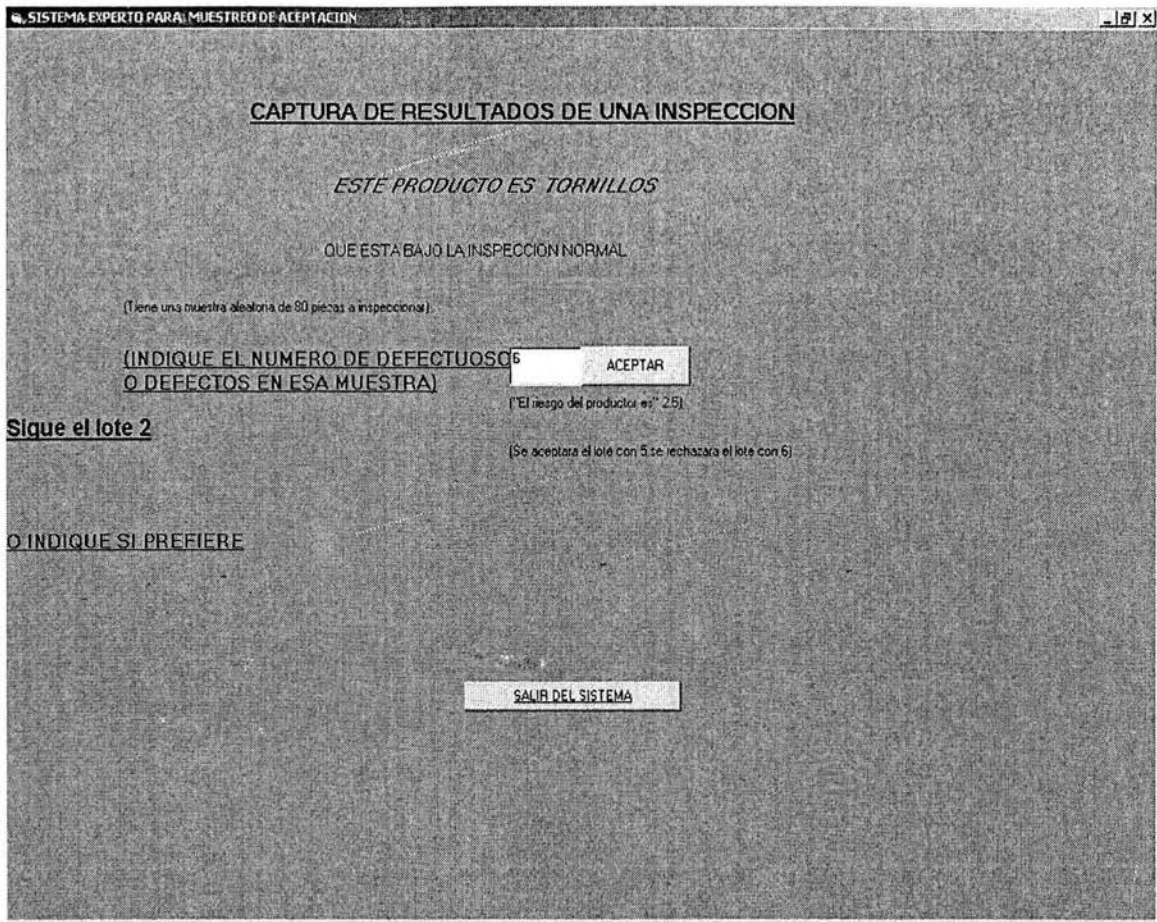 SISTEMA EXPERTO PARA MUESTREO DE ACEPTACION
CAPTURA DE RESULTADOS DE UNA INSPECCION
ESTE PRODUCTO ES TORNILLOS
QUE ESTA BAJO LA INSPECCION NORMAL
(Tiene una muestra aleatoria de 80 piezas a inspeccionar)
(INDIQUE EL NUMERO DE DEFECTUOSO 6 ACEPTAR
O DEFECTOS EN ESA MUESTRA)
("El riesgo del productor es" 2.5)
Sigue el lote 2
(Se aceptara el lote con 5 se rechazara el lote con 6)
O INDIQUE SI PREFIERE
SALIR DEL SISTEMA